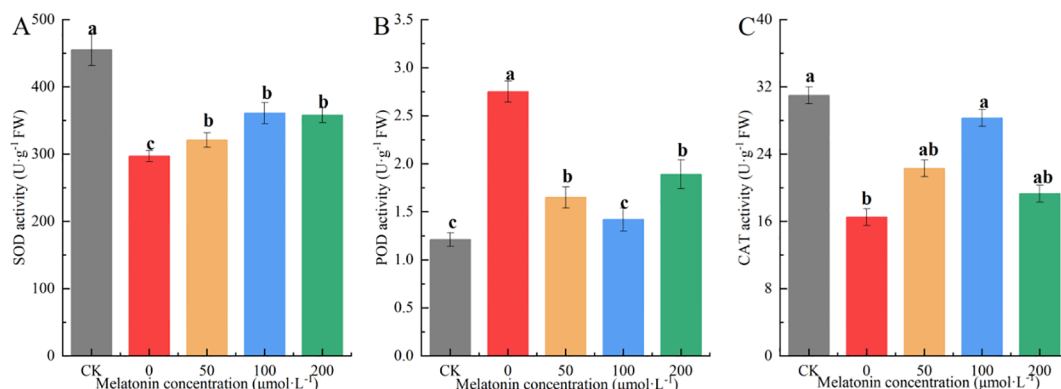 A
SOD activity (U·g⁻¹ FW)
500
400
300
200
100
0
a
c
b
b
b
CK
0
50
100
200
Melatonin concentration (μmol·L⁻¹)
B
POD activity (U·g⁻¹ FW)
3.5
3.0
2.5
2.0
1.5
1.0
0.5
0.0
c
a
b
c
b
CK
0
50
100
200
Melatonin concentration (μmol·L⁻¹)
C
CAT activity (U·g⁻¹ FW)
40
32
24
16
8
0
a
b
ab
a
ab
CK
0
50
100
200
Melatonin concentration (μmol·L⁻¹)